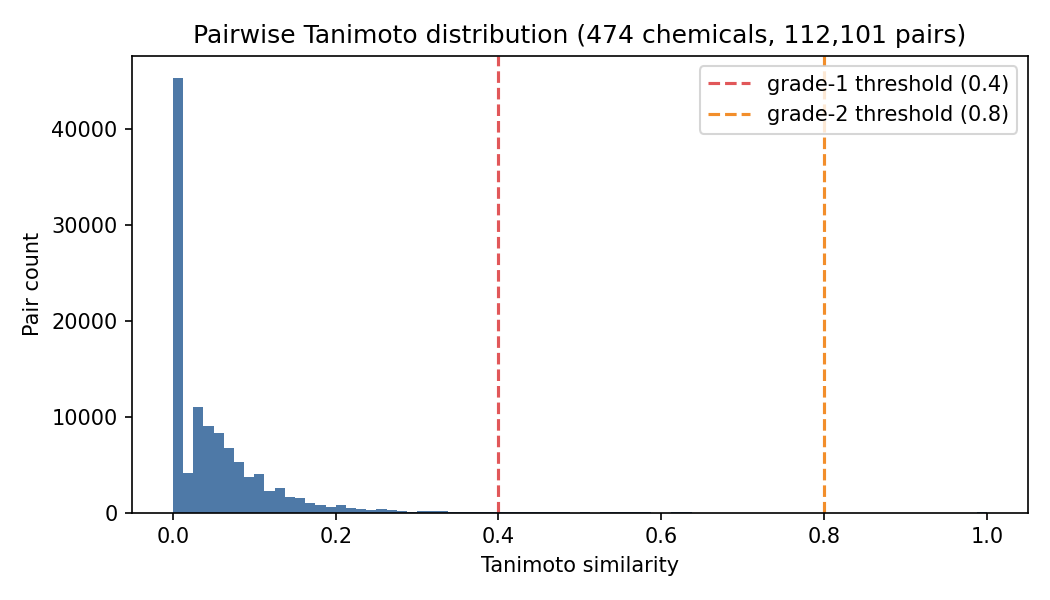 Pairwise Tanimoto distribution (474 chemicals, 112,101 pairs)
grade-1 threshold (0.4)
grade-2 threshold (0.8)
Pair count
40000
30000
20000
10000
0
0.0 0.2 0.4 0.6 0.8 1.0
Tanimoto similarity